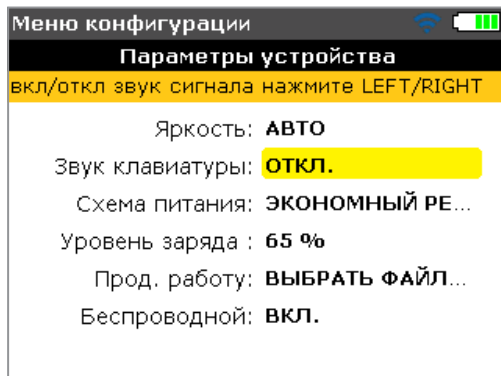 Меню конфигурации
Параметры устройства
вкл/откл звук сигнала нажмите LEFT/RIGHT
Яркость: АВТО
Звук клавиатуры: ОТКЛ.
Схема питания: ЭКОНОМНЫЙ РЕ...
Уровень заряда : 65 %
Прод. работу: ВЫБРАТЬ ФАЙЛ...
Беспроводной: ВКЛ.